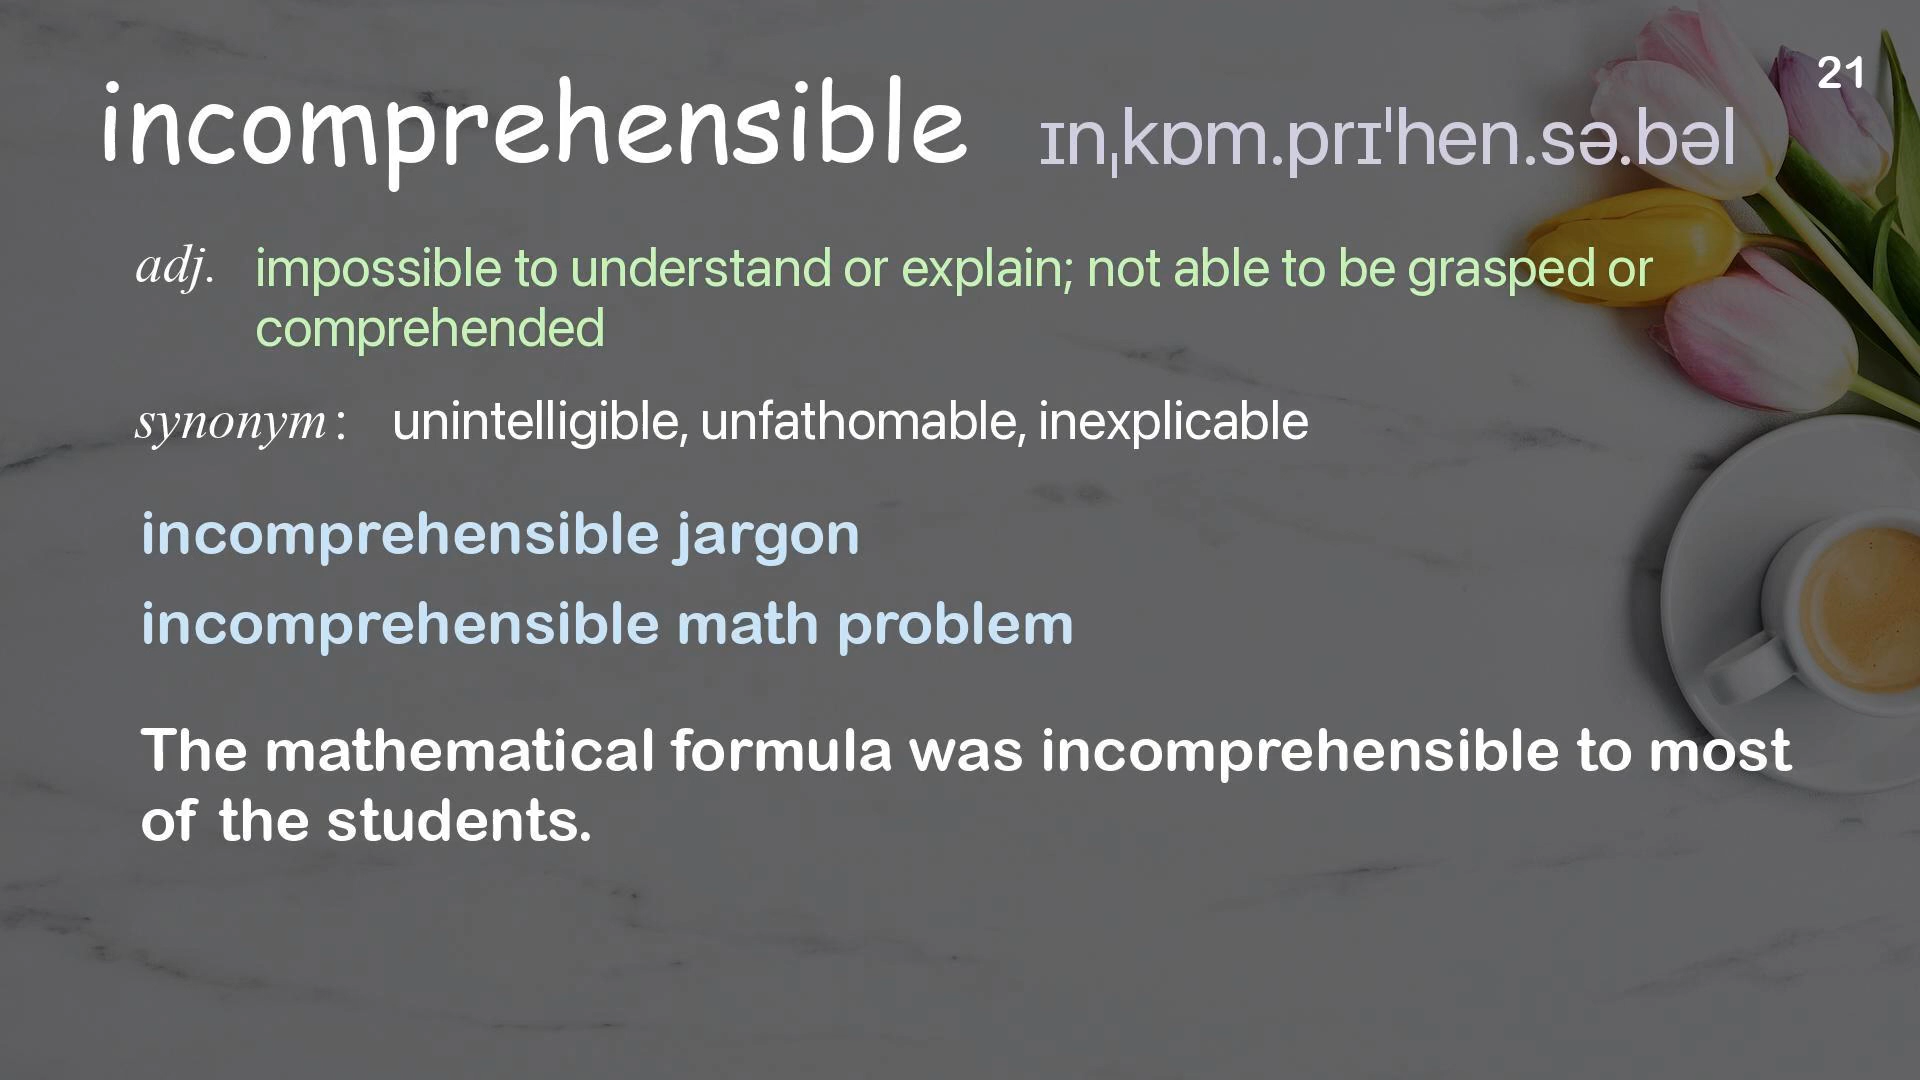 21
incomprehensible ɪnˌkɒm.prɪˈhen.sə.bəl
adj. impossible to understand or explain; not able to be grasped or
comprehended
synonym: unintelligible, unfathomable, inexplicable
incomprehensible jargon
incomprehensible math problem
The mathematical formula was incomprehensible to most
of the students.